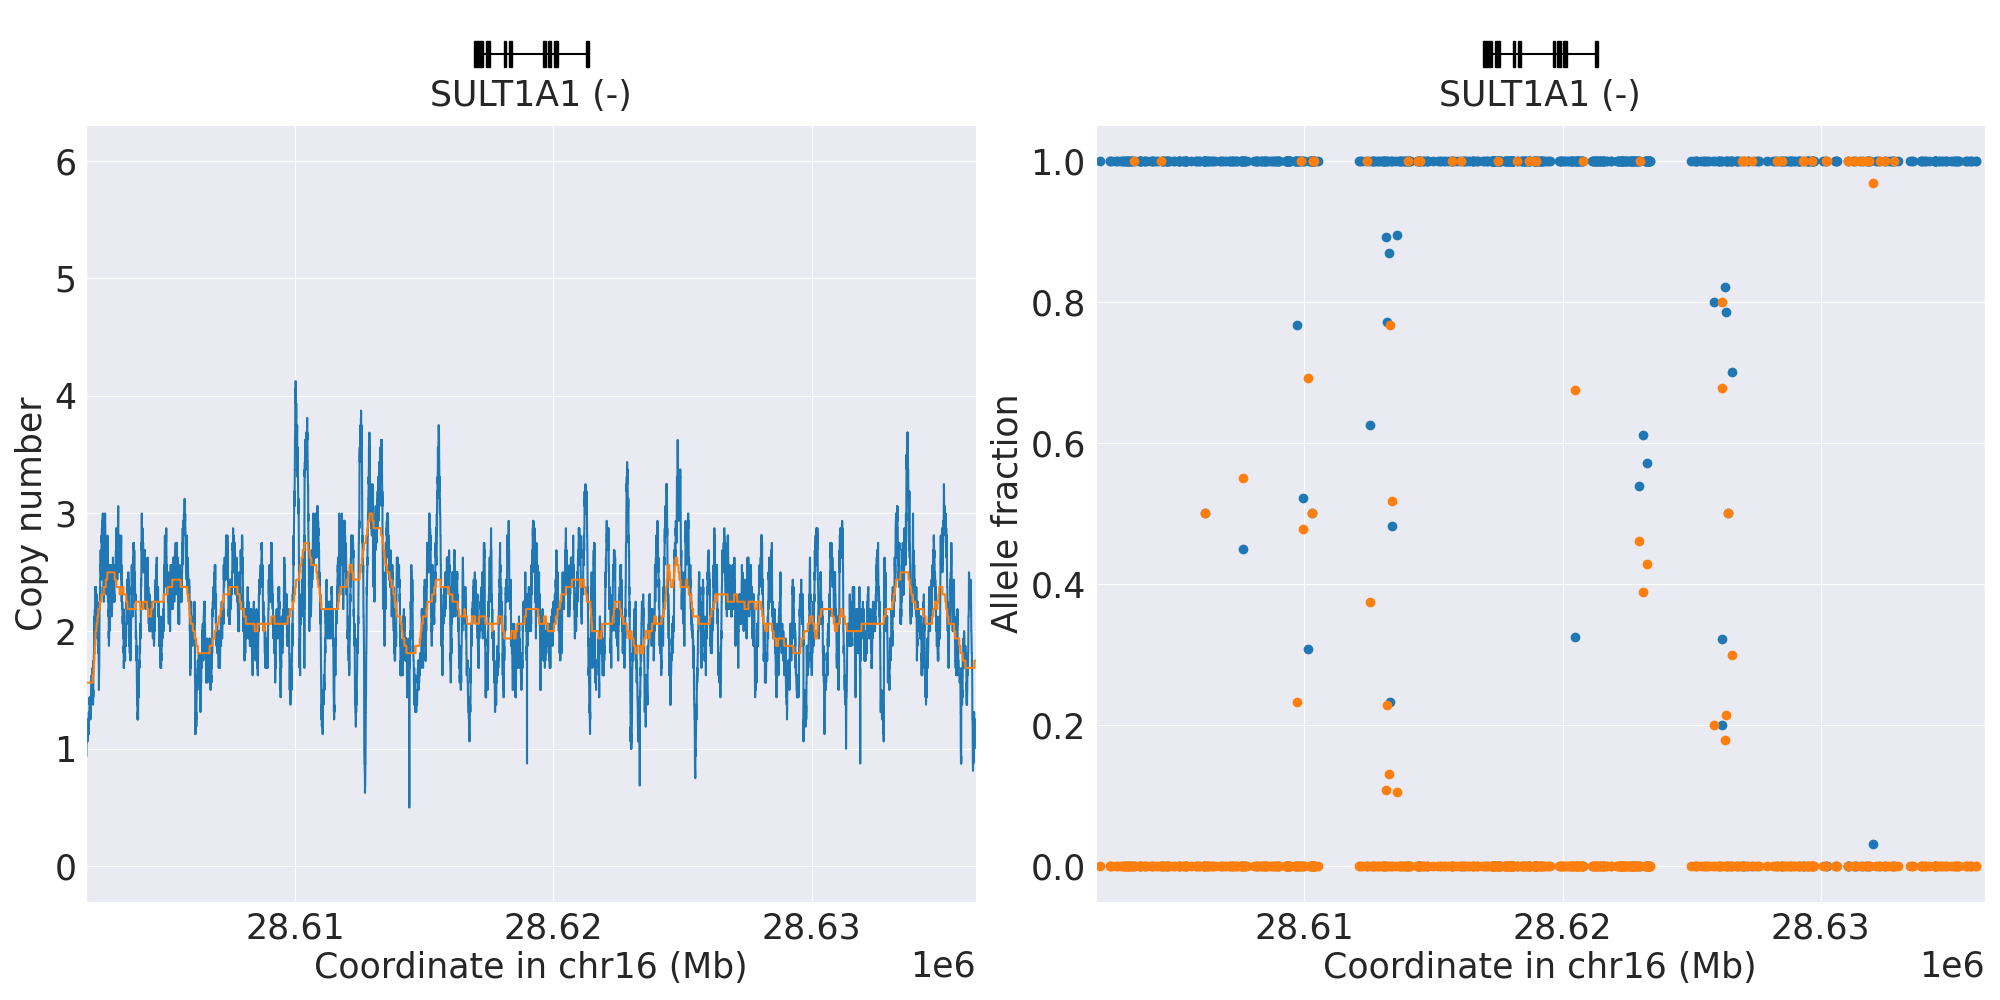 SULT1A1 (-)
Copy number
6
5
4
3
2
1
0
28.61
28.62
28.63
Coordinate in chr16 (Mb)
1e6
SULT1A1 (-)
Allele fraction
1.0
0.8
0.6
0.4
0.2
0.0
28.61
28.62
28.63
Coordinate in chr16 (Mb)
1e6